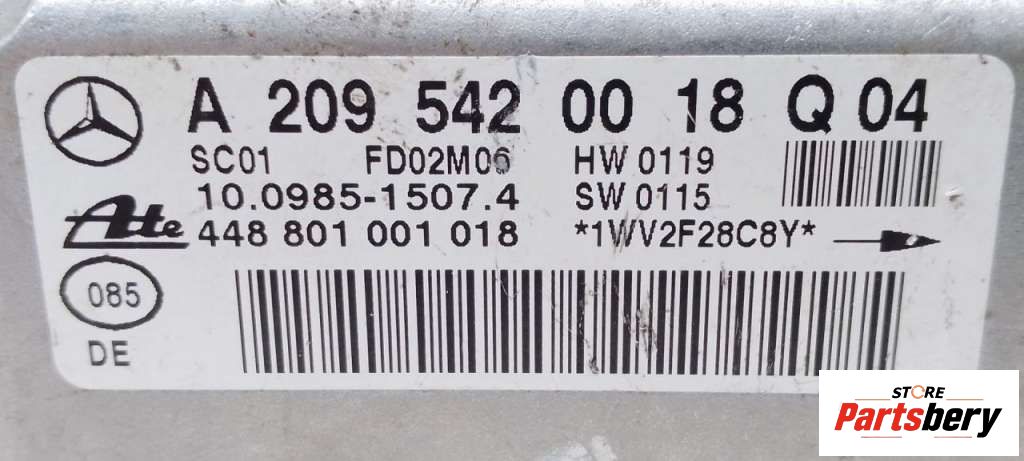 A 209 542 00 18 Q 04
SC01 FD02M06 HW 0119
10.0985-1507.4 SW 0115
Ate 448 801 001 018 *1WV2F28C8Y*
085
DE
STORE
Partsbery